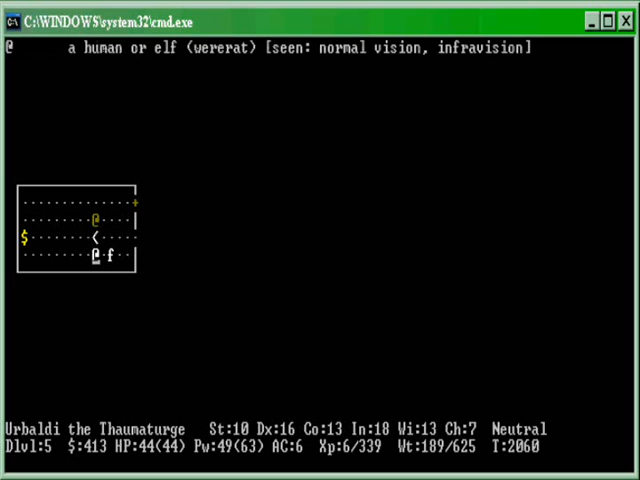 C:\WINDOWS\system32\cmd.exe
@ a human or elf (wererat) [seen: normal vision, infravision]
. . . . . . . . . . . . . . +
. . . . . . . . . @ . . . . |
$ . . . . . . . . < . . . . .
. . . . . . . . . @ . f . . |
Urbaldi the Thaumaturge St:10 Dx:16 Co:13 In:18 Wi:13 Ch:7 Neutral
Dlvl:5 $:413 HP:44(44) Pw:49(63) AC:6 Xp:6/339 Wt:189/625 T:2060